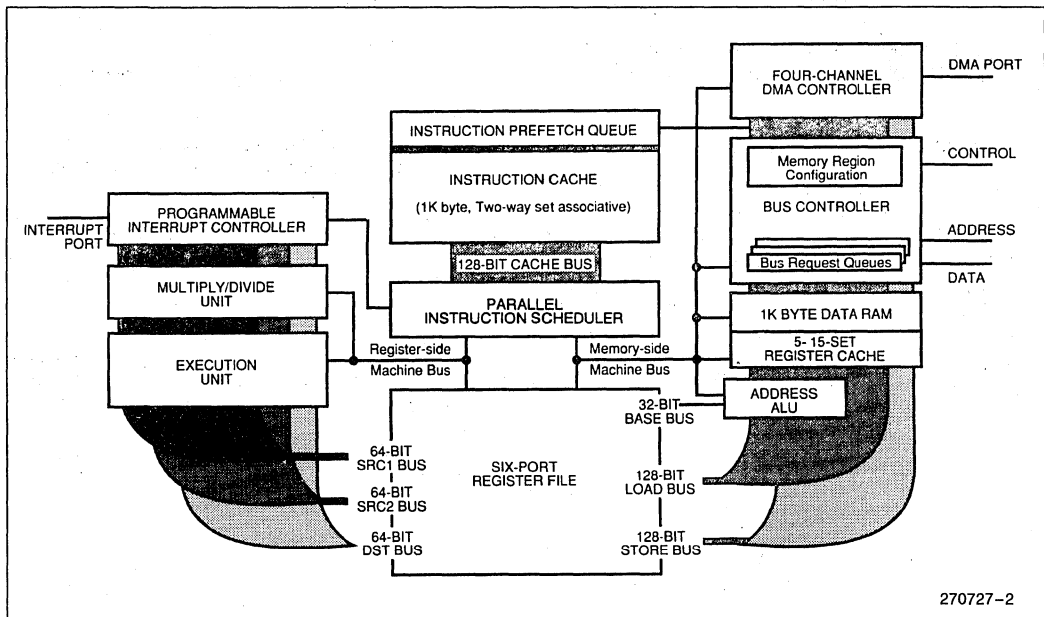 FOUR-CHANNEL
DMA CONTROLLER
DMA PORT
INSTRUCTION PREFETCH QUEUE
INSTRUCTION CACHE
(1K byte, Two-way set associative)
Memory Region
Configuration
CONTROL
BUS CONTROLLER
PROGRAMMABLE
INTERRUPT CONTROLLER
INTERRUPT
PORT
ADDRESS
128-BIT CACHE BUS
Bus Request Queues
DATA
MULTIPLY/DIVIDE
UNIT
PARALLEL
INSTRUCTION SCHEDULER
1K BYTE DATA RAM
5- 15-SET
REGISTER CACHE
EXECUTION
UNIT
Register-side
Machine Bus
Memory-side
Machine Bus
ADDRESS
ALU
32-BIT
BASE BUS
64-BIT
SRC1 BUS
SIX-PORT
REGISTER FILE
128-BIT
LOAD BUS
64-BIT
SRC2 BUS
64-BIT
DST BUS
128-BIT
STORE BUS
270727-2